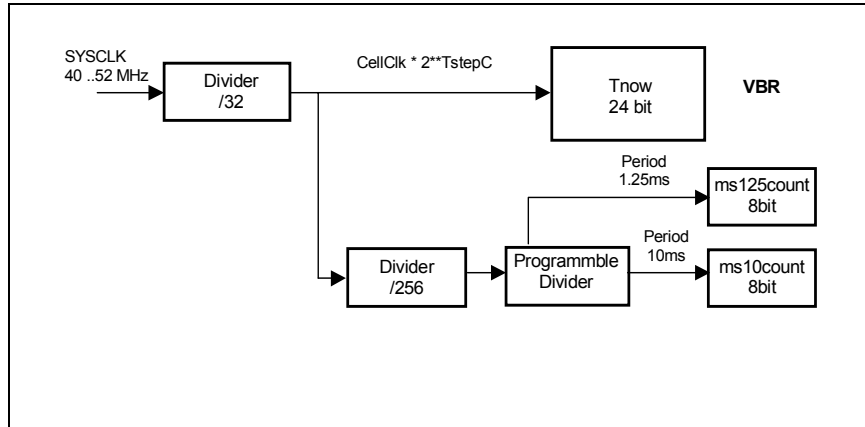 SYSCLK
40 ..52 MHz
Divider
/32
CellClk * 2**TstepC
Tnow
24 bit
VBR
Period
1.25ms
ms125count
8bit
Divider
/256
Programmble
Divider
Period
10ms
ms10count
8bit